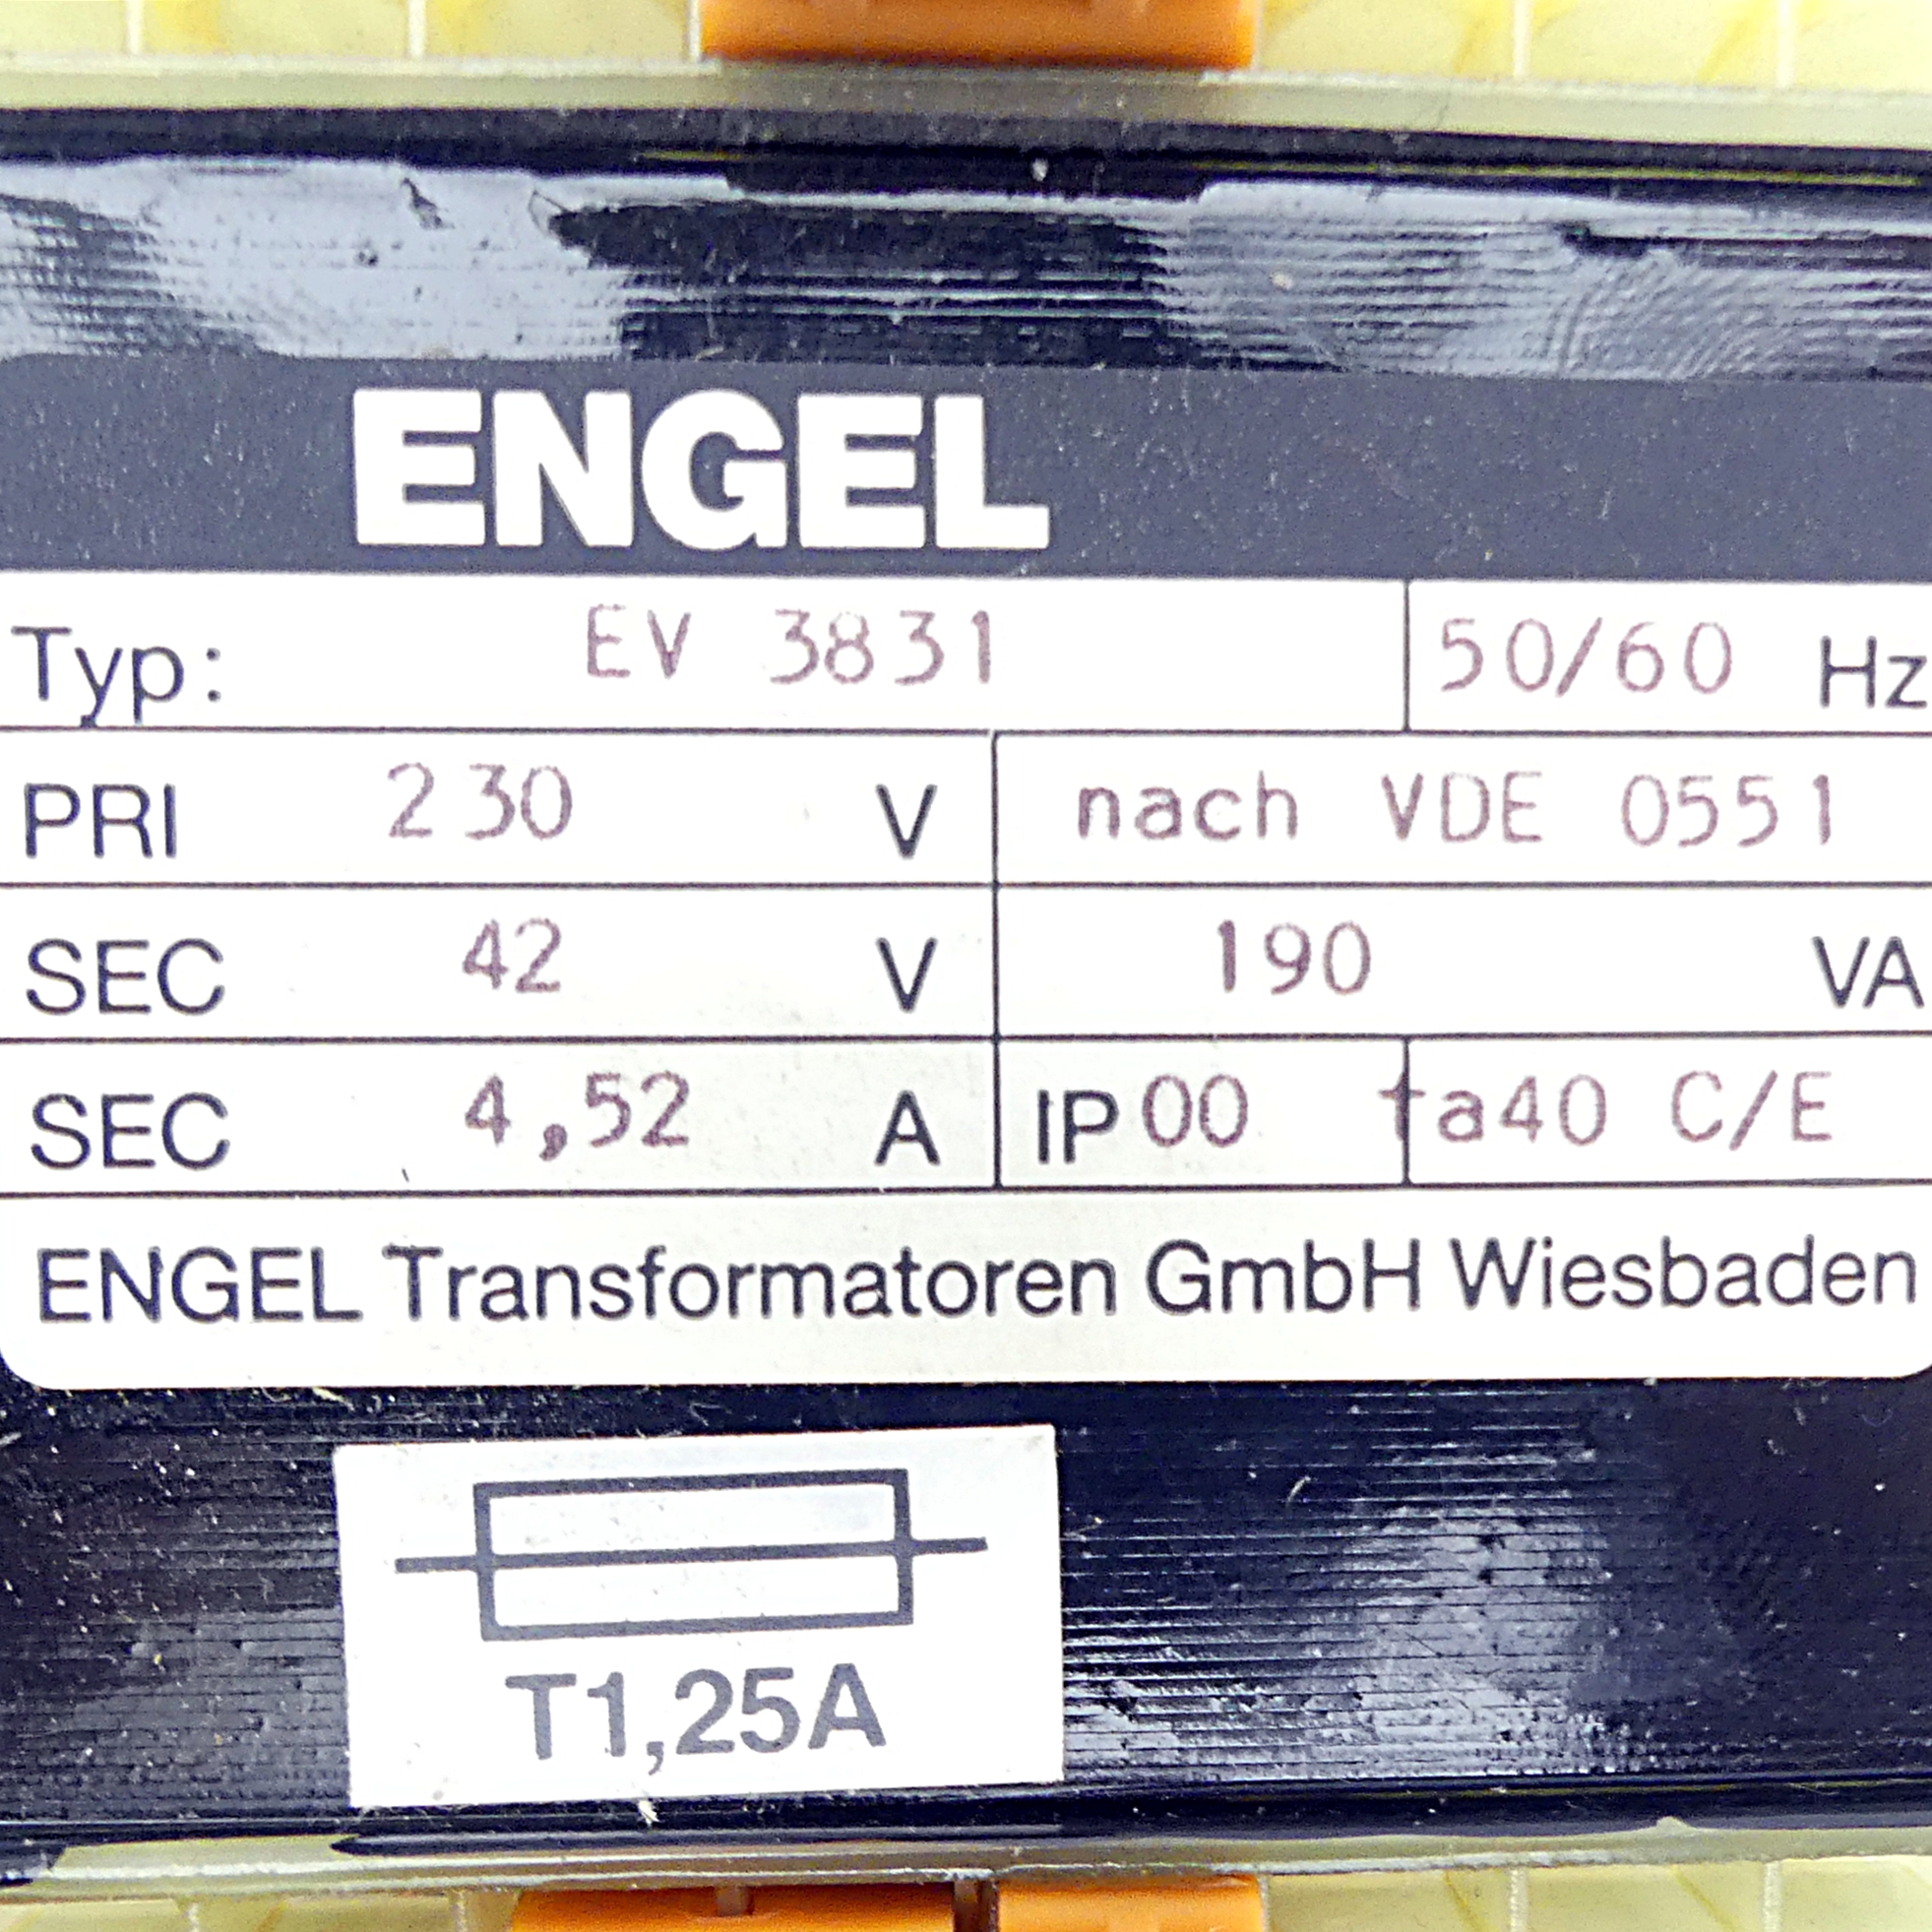 ENGEL
Typ: EV 3831 50/60 Hz
PRI 230 V nach VDE 0551
SEC 42 V 190 VA
SEC 4,52 A IP00 ta40 C/E
ENGEL Transformatoren GmbH Wiesbaden
T1,25A